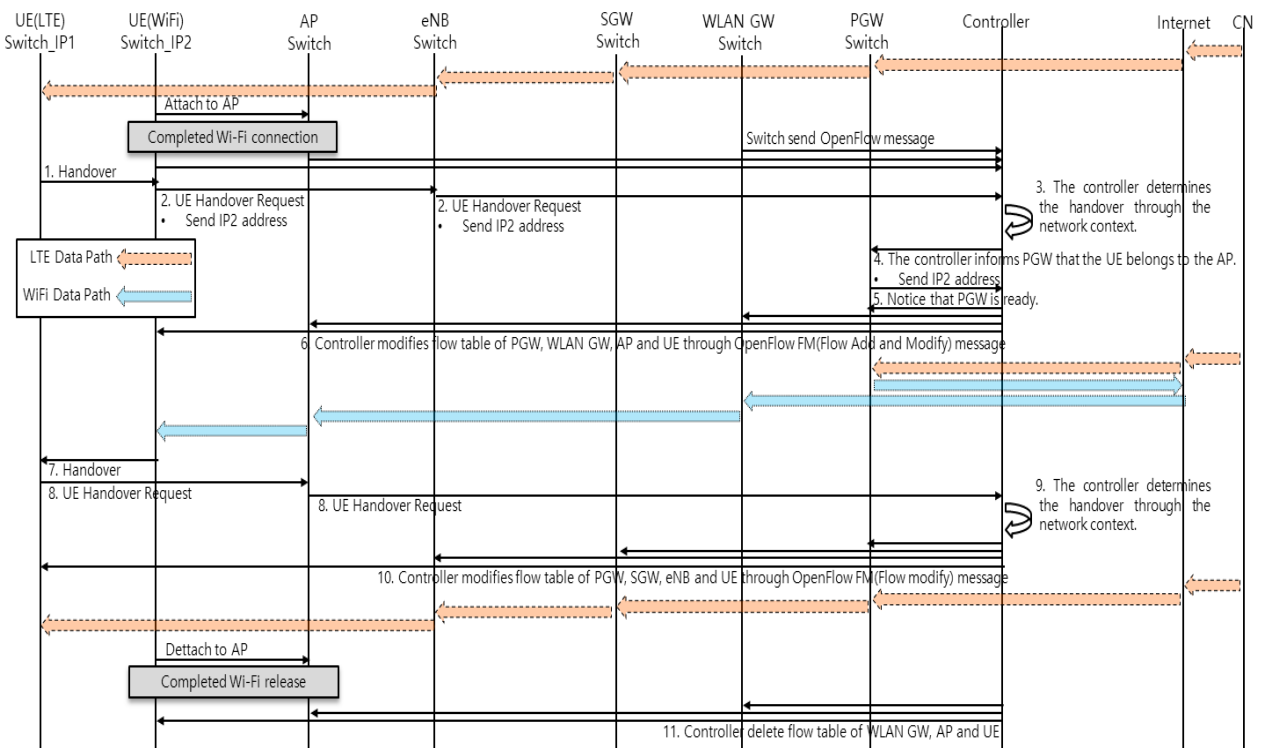 UE(LTE)
Switch_IP1
UE(WiFi)
Switch_IP2
AP
Switch
eNB
Switch
SGW
Switch
WLAN GW
Switch
PGW
Switch
Controller
Internet
CN
Attach to AP
Completed Wi-Fi connection
Switch send OpenFlow message
1. Handover
2. UE Handover Request
• Send IP2 address
2. UE Handover Request
• Send IP2 address
3. The controller determines
the handover through the
network context.
LTE Data Path
WiFi Data Path
4. The controller informs PGW that the UE belongs to the AP.
• Send IP2 address
5. Notice that PGW is ready.
6. Controller modifies flow table of PGW, WLAN GW, AP and UE through OpenFlow FM(Flow Add and Modify) message
7. Handover
8. UE Handover Request
8. UE Handover Request
9. The controller determines
the handover through the
network context.
10. Controller modifies flow table of PGW, SGW, eNB and UE through OpenFlow FM(Flow modify) message
Dettach to AP
Completed Wi-Fi release
11. Controller delete flow table of WLAN GW, AP and UE